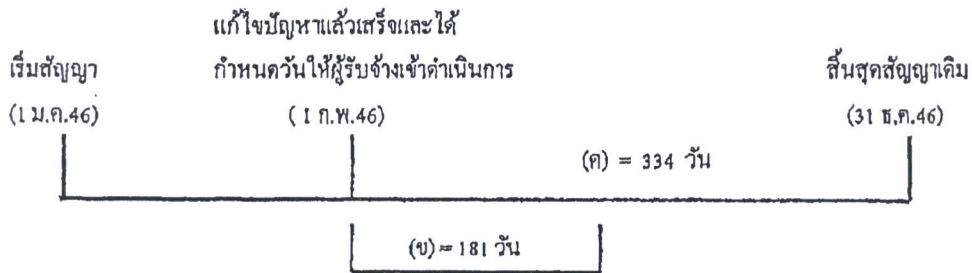 แก้ไขปัญหาแล้วเสร็จและได้
เริ่มสัญญา กำหนดวันให้ผู้รับจ้างเข้าดำเนินการ สิ้นสุดสัญญาเดิม
(1 ม.ค.46) (1 ก.พ.46) (31 ธ.ค.46)
(ค) = 334 วัน
(ข) = 181 วัน